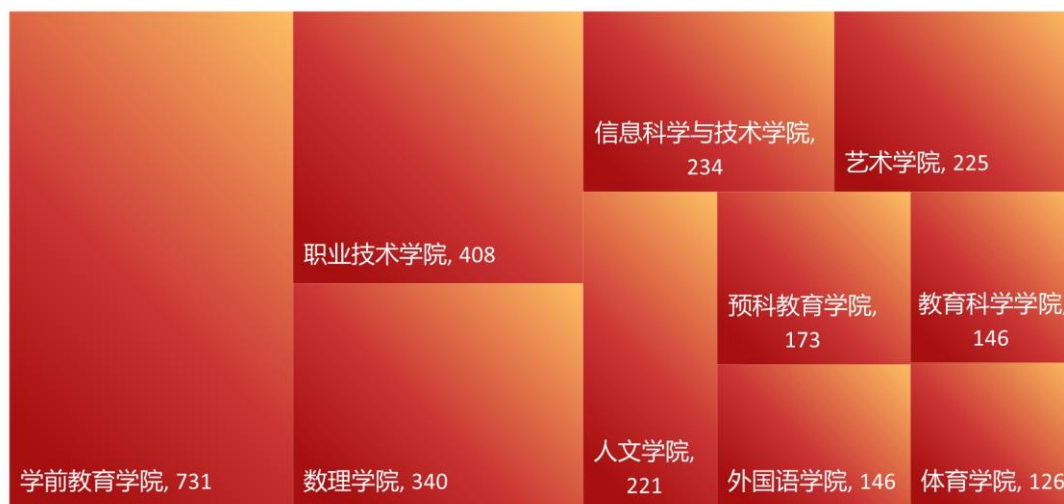 信息科学与技术学院,
234
艺术学院, 225
职业技术学院, 408
预科教育学院,
173
教育科学学院,
146
学前教育学院, 731
数理学院, 340
人文学院,
221
外国语学院, 146
体育学院,